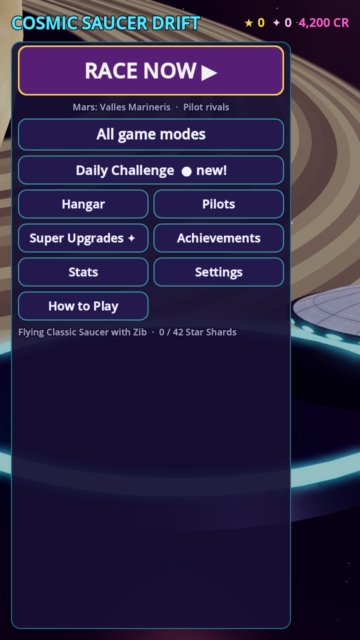 COSMIC SAUCER DRIFT ★ 0 ✦ 0 · 4,200 CR
RACE NOW ▶
Mars: Valles Marineris · Pilot rivals
All game modes
Daily Challenge ● new!
Hangar
Pilots
Super Upgrades ✦
Achievements
Stats
Settings
How to Play
Flying Classic Saucer with Zib · 0 / 42 Star Shards